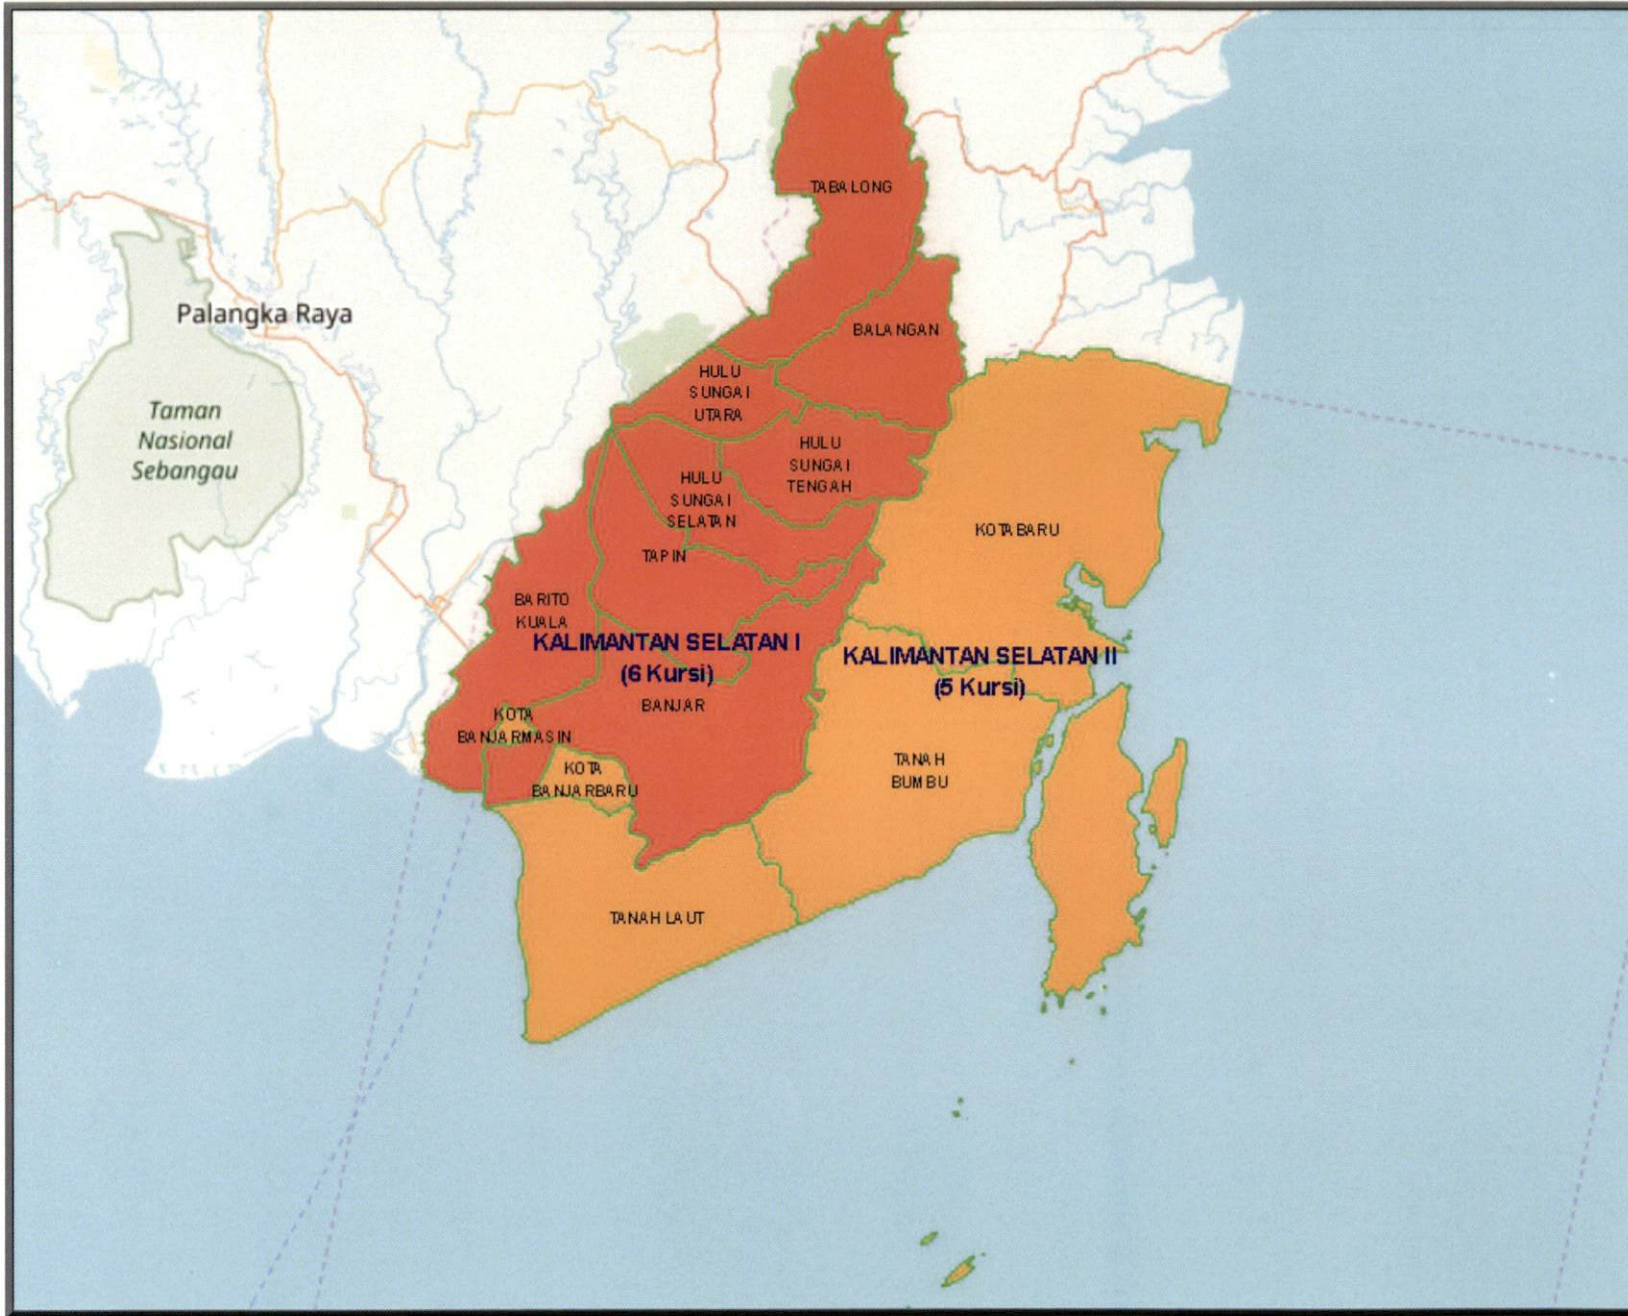 TABALONG
Palangka Raya
BALANGAN
HULU
SUNGAI
UTARA
Taman
Nasional
Sebangau
HULU
SUNGAI
TENGAH
HULU
SUNGAI
SELATAN
KOTABARU
TAPIN
BARITO
KUALA
KALIMANTAN SELATAN I
(6 Kursi)
KALIMANTAN SELATAN II
(5 Kursi)
BANJAR
KOTA
BANJARMASIN
KOTA
BANJARBARU
TANAH
BUMBU
TANAH LAUT